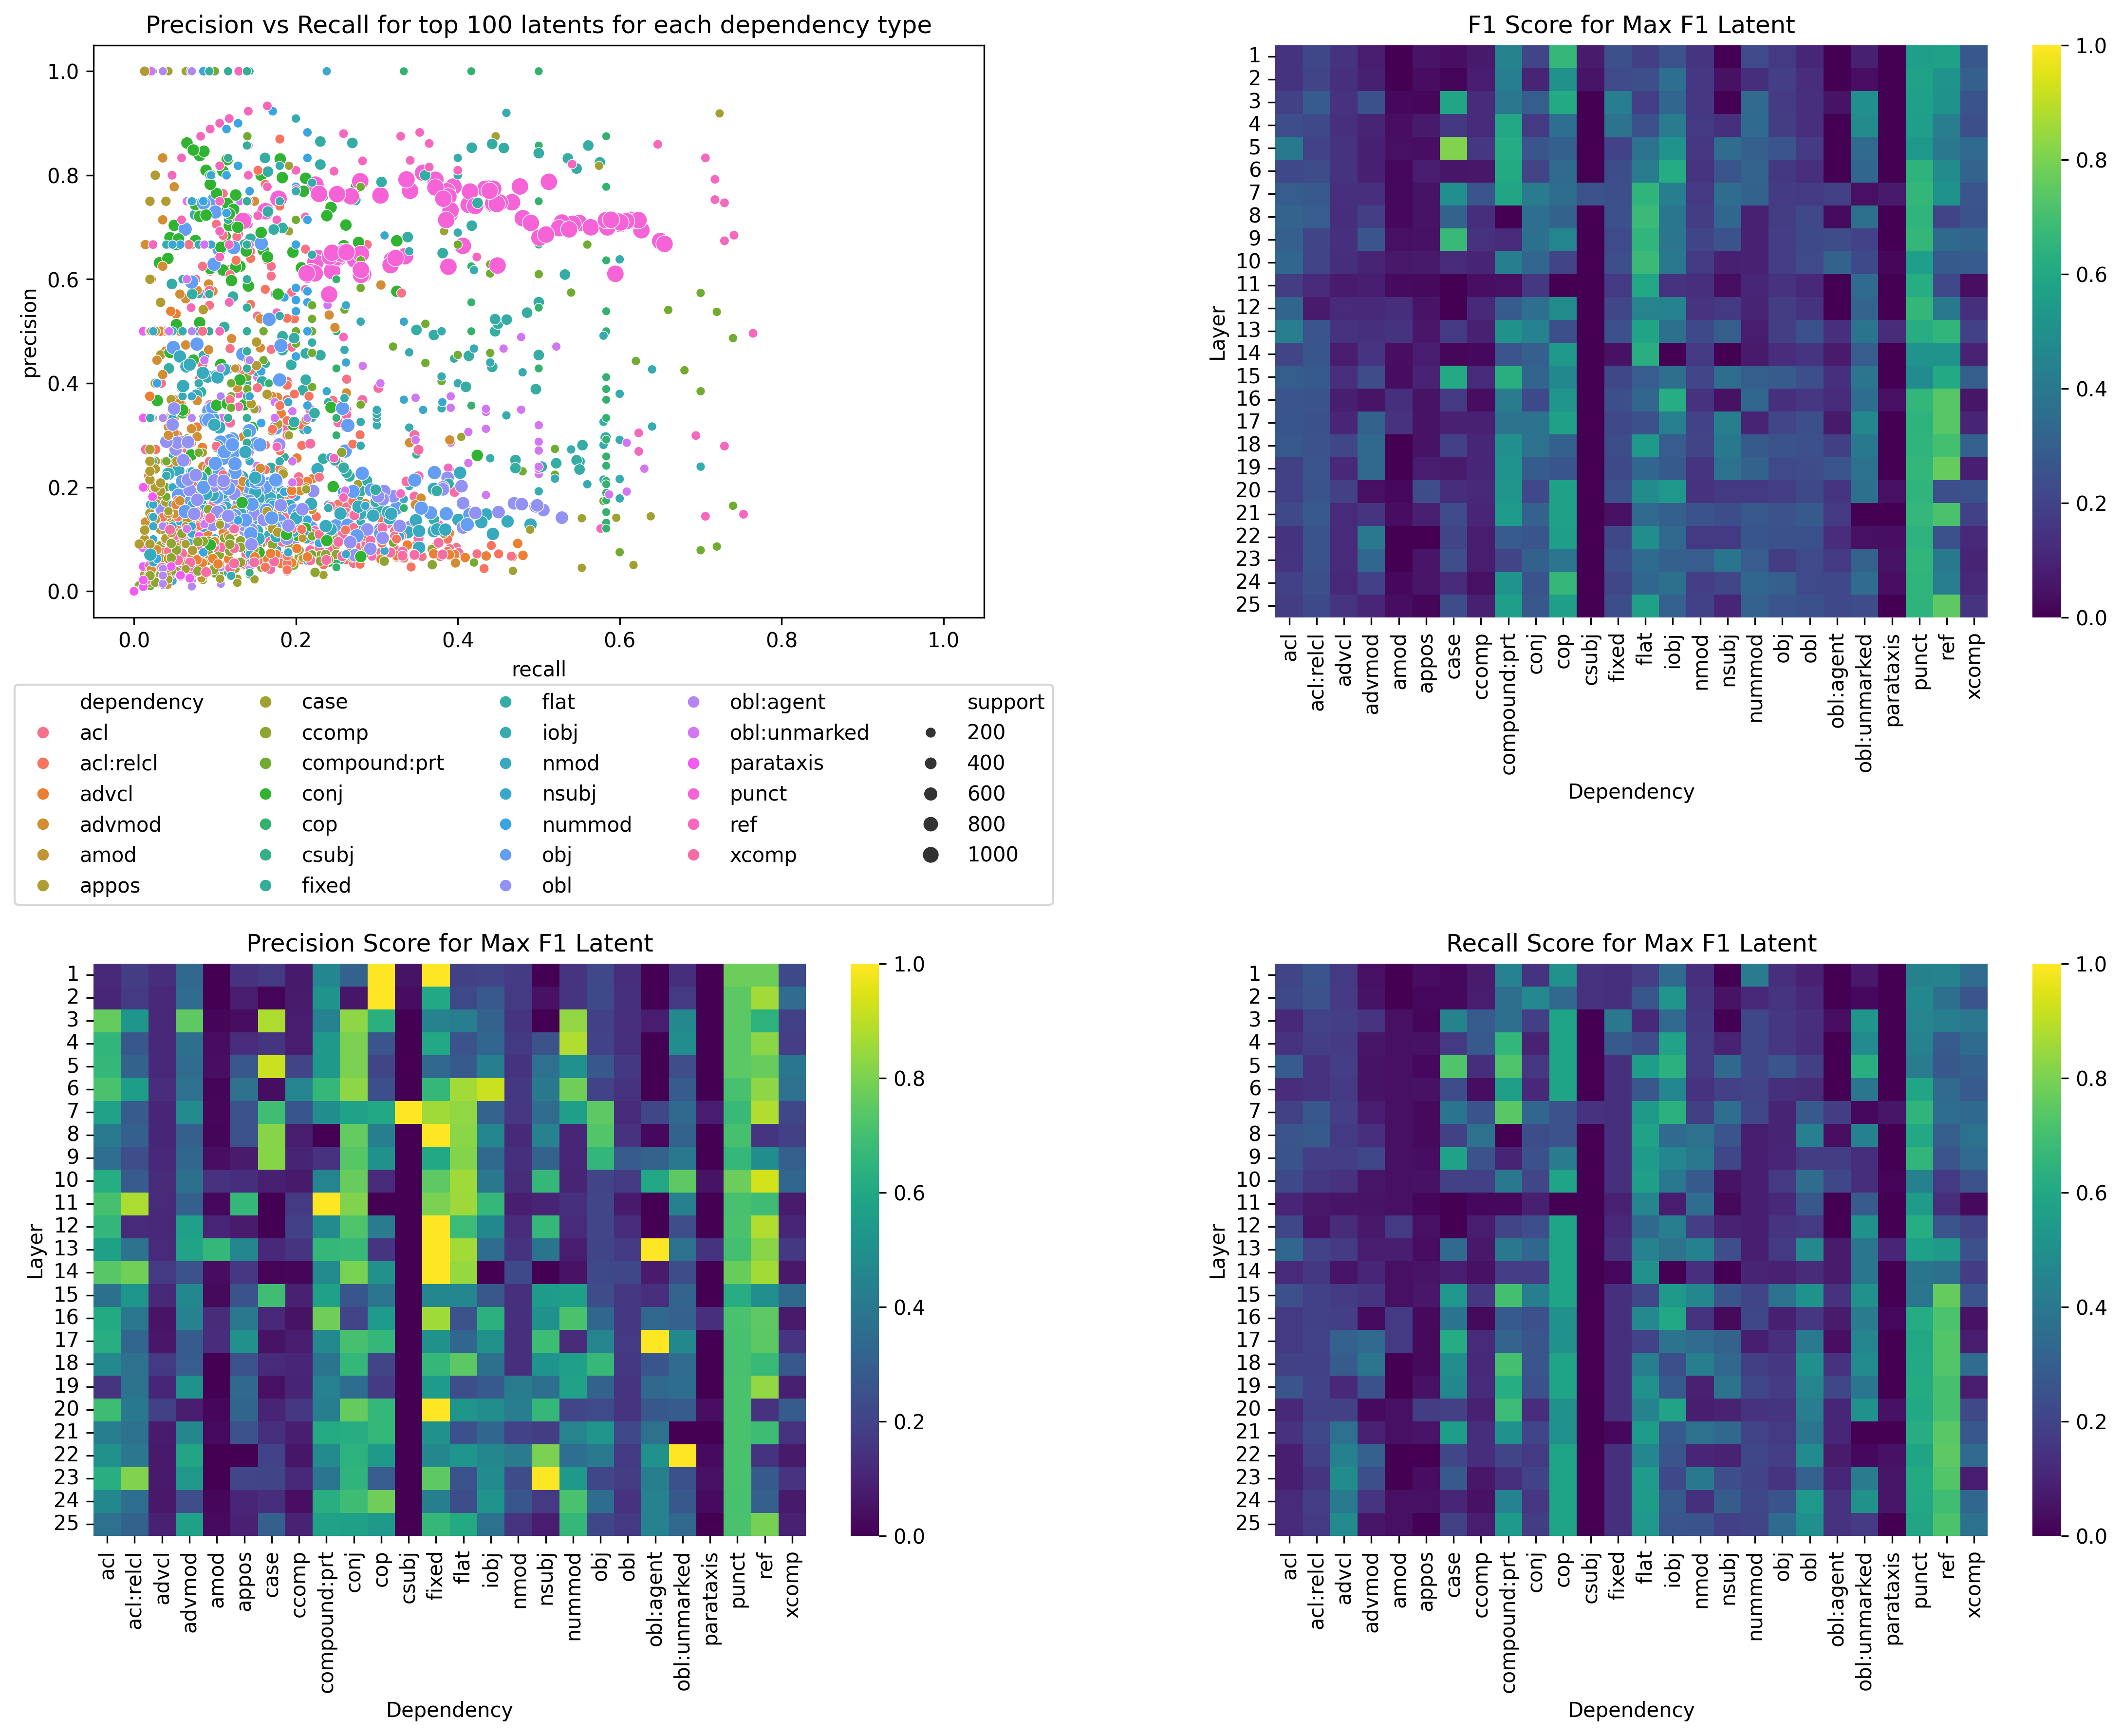 Precision vs Recall for top 100 latents for each dependency type
precision
1.0
0.8
0.6
0.4
0.2
0.0
0.0 0.2 0.4 0.6 0.8 1.0
recall
dependency
acl
acl:relcl
advcl
advmod
amod
appos
case
ccomp
compound:prt
conj
cop
csubj
fixed
flat
iobj
nmod
nsubj
nummod
obj
obl
obl:agent
obl:unmarked
parataxis
punct
ref
xcomp
support
200
400
600
800
1000
F1 Score for Max F1 Latent
Layer
1
2
3
4
5
6
7
8
9
10
11
12
13
14
15
16
17
18
19
20
21
22
23
24
25
acl acl:relcl advcl advmod amod appos case ccomp compound:prt conj cop csubj fixed flat iobj nmod nsubj nummod obj obl obl:agent obl:unmarked parataxis punct ref xcomp
Dependency
1.0
0.8
0.6
0.4
0.2
0.0
Precision Score for Max F1 Latent
Layer
1
2
3
4
5
6
7
8
9
10
11
12
13
14
15
16
17
18
19
20
21
22
23
24
25
acl acl:relcl advcl advmod amod appos case ccomp compound:prt conj cop csubj fixed flat iobj nmod nsubj nummod obj obl obl:agent obl:unmarked parataxis punct ref xcomp
Dependency
1.0
0.8
0.6
0.4
0.2
0.0
Recall Score for Max F1 Latent
Layer
1
2
3
4
5
6
7
8
9
10
11
12
13
14
15
16
17
18
19
20
21
22
23
24
25
acl acl:relcl advcl advmod amod appos case ccomp compound:prt conj cop csubj fixed flat iobj nmod nsubj nummod obj obl obl:agent obl:unmarked parataxis punct ref xcomp
Dependency
1.0
0.8
0.6
0.4
0.2
0.0